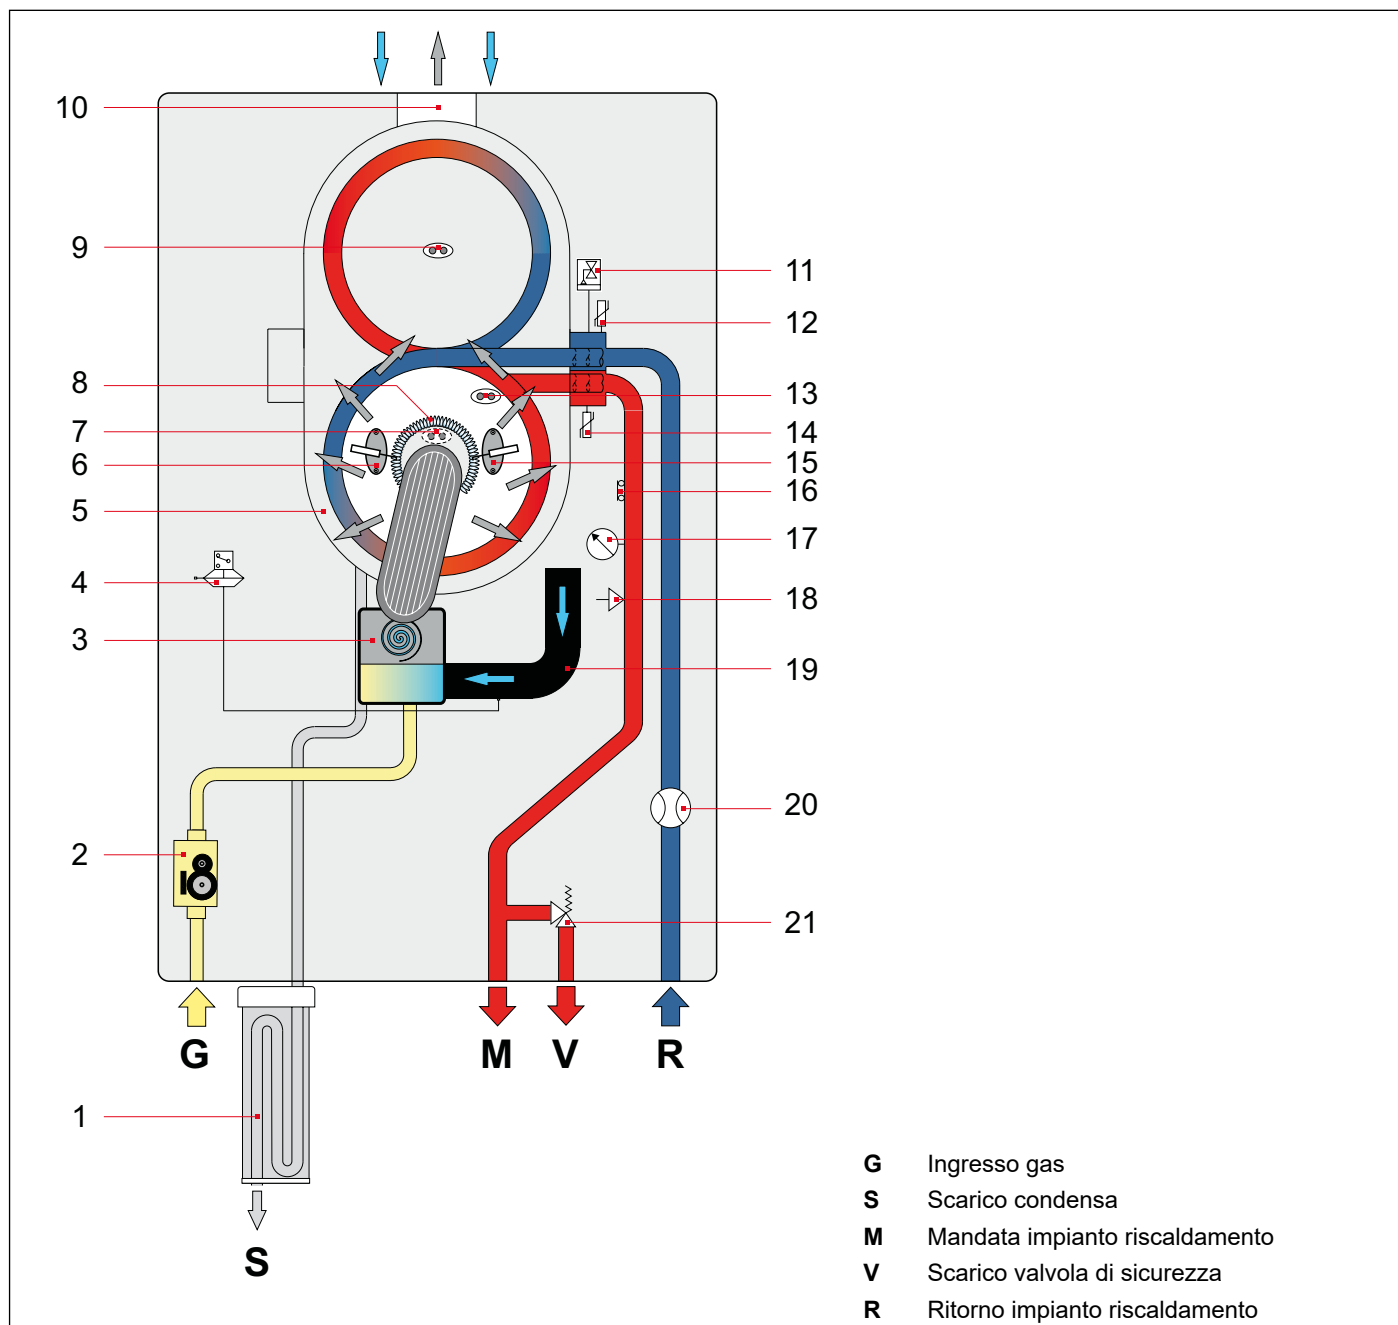 10
9
8
7
6
5
4
3
2
1
11
12
13
14
15
16
17
18
19
20
21
G
M
V
R
S
G Ingresso gas
S Scarico condensa
M Mandata impianto riscaldamento
V Scarico valvola di sicurezza
R Ritorno impianto riscaldamento